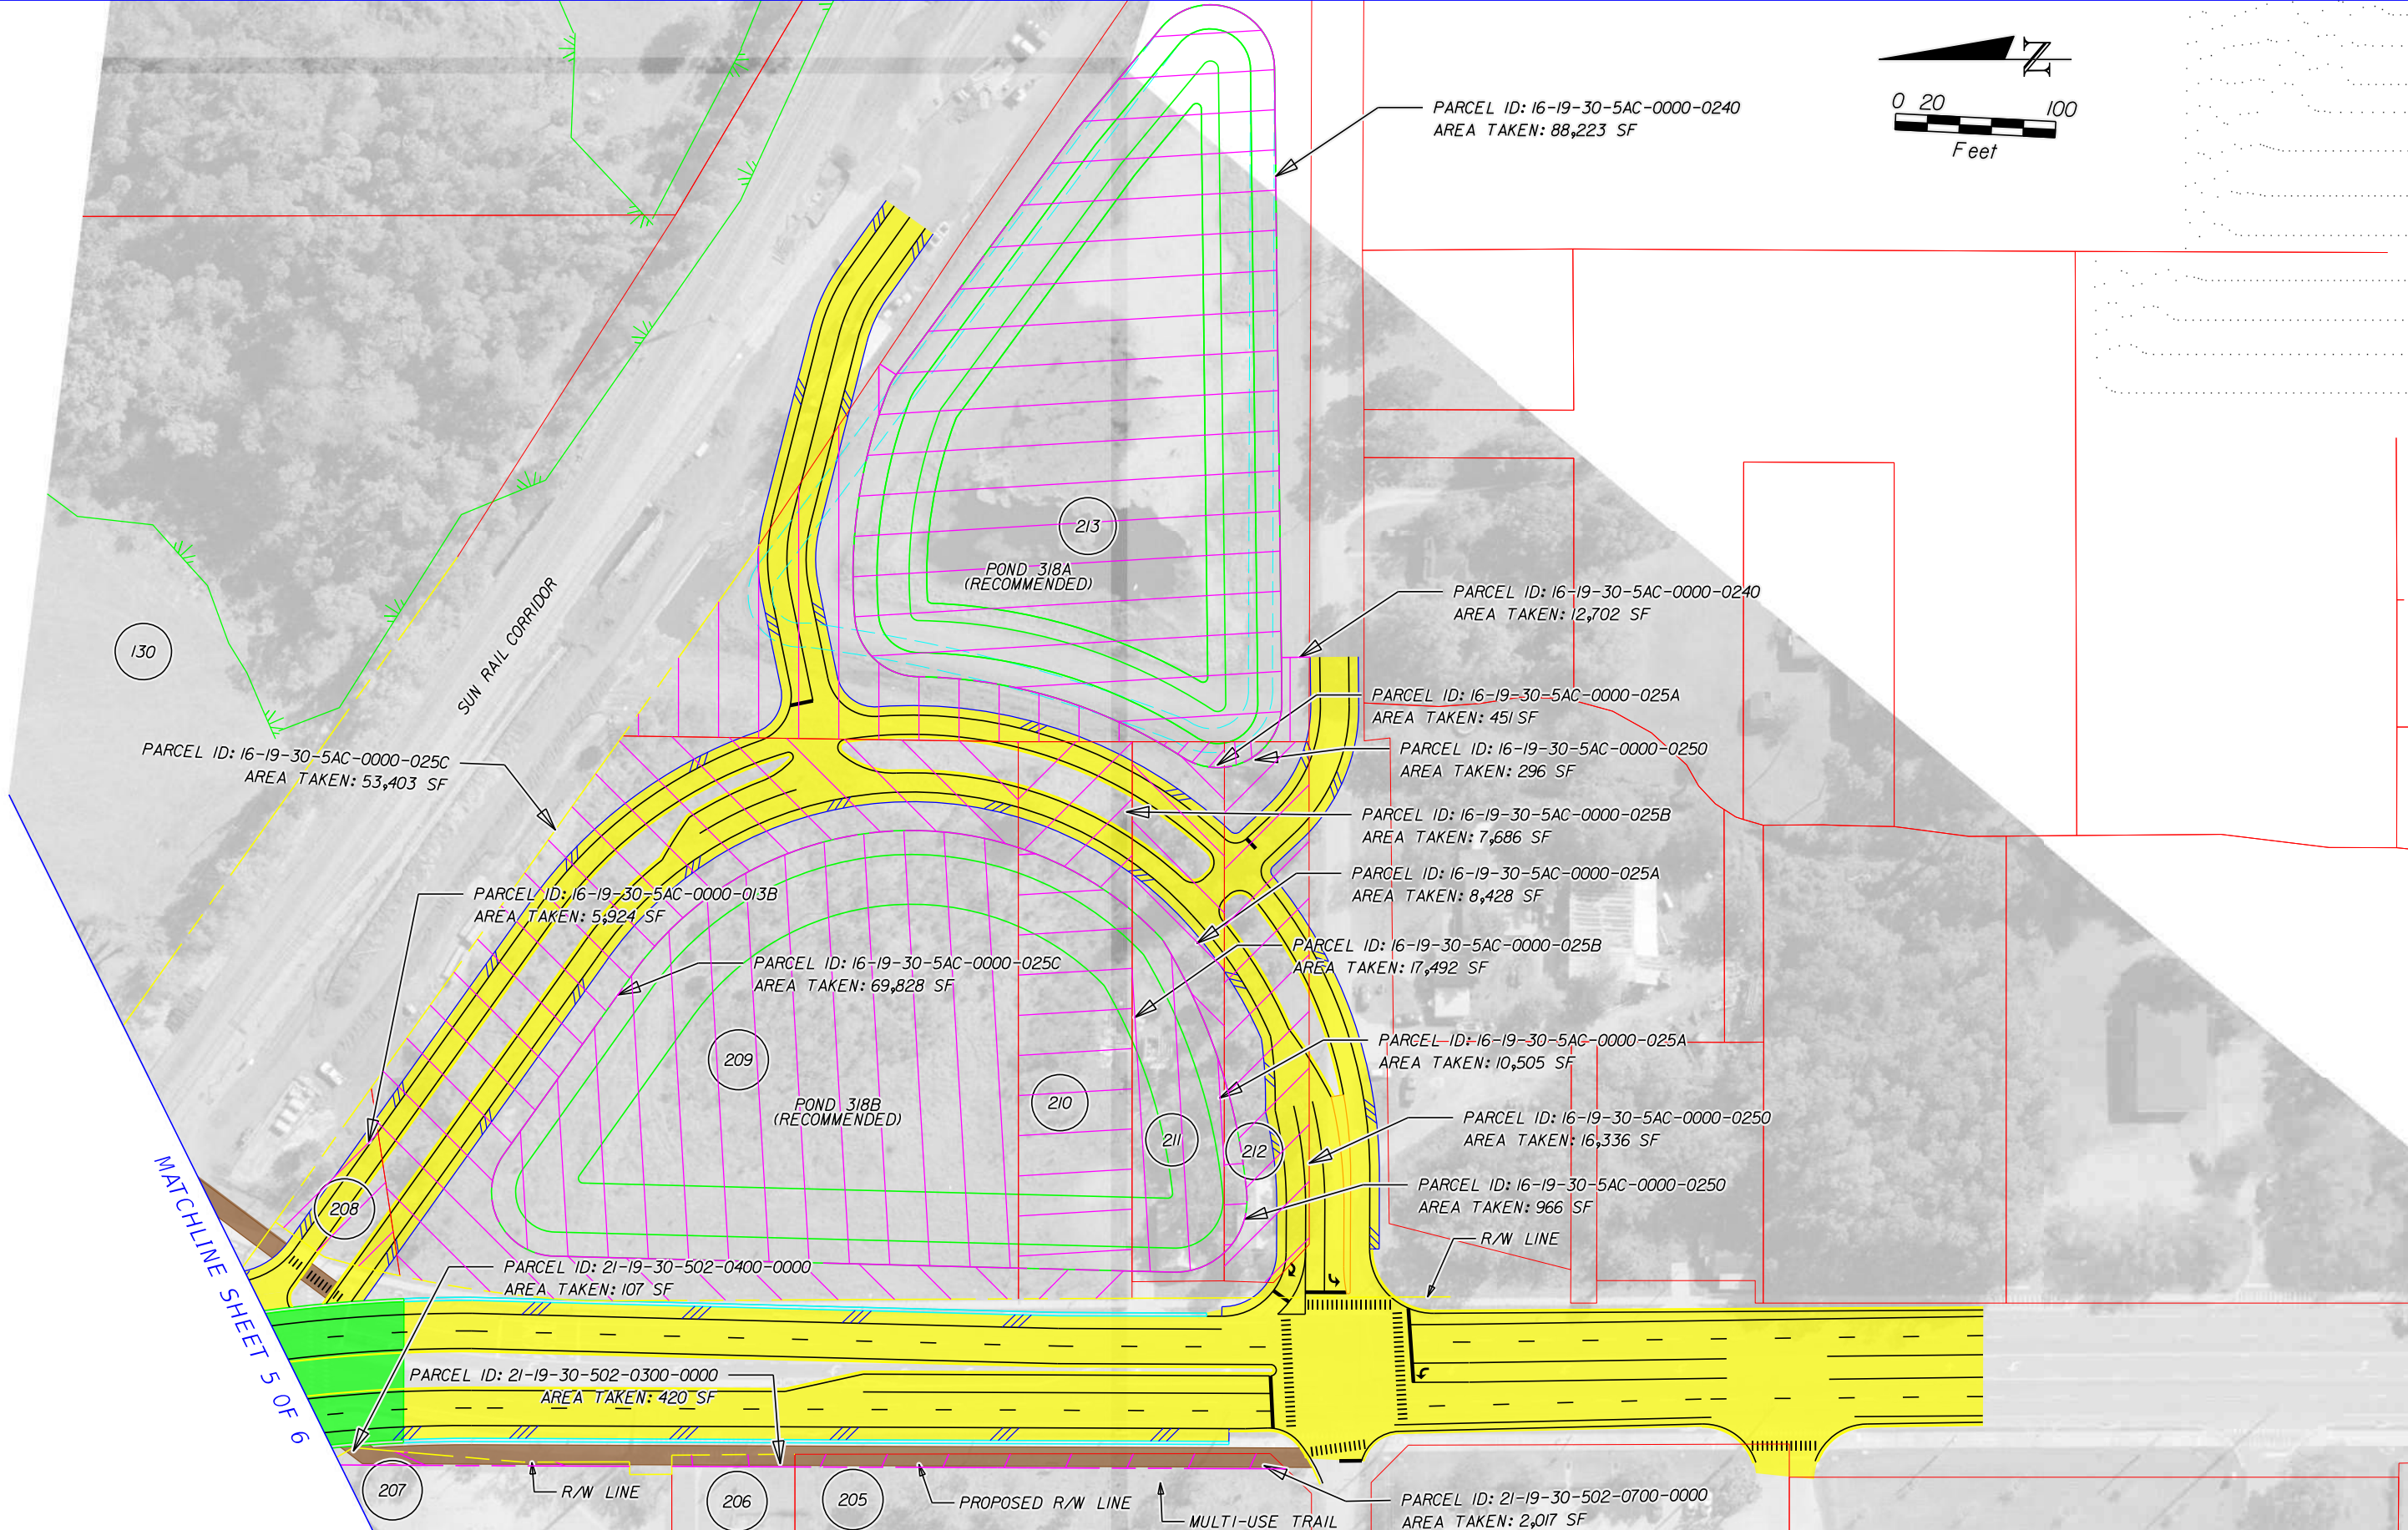 N
0 20 100
Feet
PARCEL ID: 16-19-30-5AC-0000-0240
AREA TAKEN: 88,223 SF
213
POND 318A
(RECOMMENDED)
PARCEL ID: 16-19-30-5AC-0000-0240
AREA TAKEN: 12,702 SF
130
SUN RAIL CORRIDOR
PARCEL ID: 16-19-30-5AC-0000-025A
AREA TAKEN: 451 SF
PARCEL ID: 16-19-30-5AC-0000-0250
AREA TAKEN: 296 SF
PARCEL ID: 16-19-30-5AC-0000-025C
AREA TAKEN: 53,403 SF
PARCEL ID: 16-19-30-5AC-0000-025B
AREA TAKEN: 7,686 SF
PARCEL ID: 16-19-30-5AC-0000-025A
AREA TAKEN: 8,428 SF
PARCEL ID: 16-19-30-5AC-0000-013B
AREA TAKEN: 5,924 SF
PARCEL ID: 16-19-30-5AC-0000-025B
AREA TAKEN: 17,492 SF
PARCEL ID: 16-19-30-5AC-0000-025C
AREA TAKEN: 69,828 SF
209
POND 318B
(RECOMMENDED)
210
211
212
PARCEL ID: 16-19-30-5AC-0000-025A
AREA TAKEN: 10,505 SF
PARCEL ID: 16-19-30-5AC-0000-0250
AREA TAKEN: 16,336 SF
PARCEL ID: 16-19-30-5AC-0000-0250
AREA TAKEN: 966 SF
R/W LINE
208
MATCHLINE SHEET 5 OF 6
PARCEL ID: 21-19-30-502-0400-0000
AREA TAKEN: 107 SF
PARCEL ID: 21-19-30-502-0300-0000
AREA TAKEN: 420 SF
207
R/W LINE
206
205
PROPOSED R/W LINE
MULTI-USE TRAIL
PARCEL ID: 21-19-30-502-0700-0000
AREA TAKEN: 2,017 SF